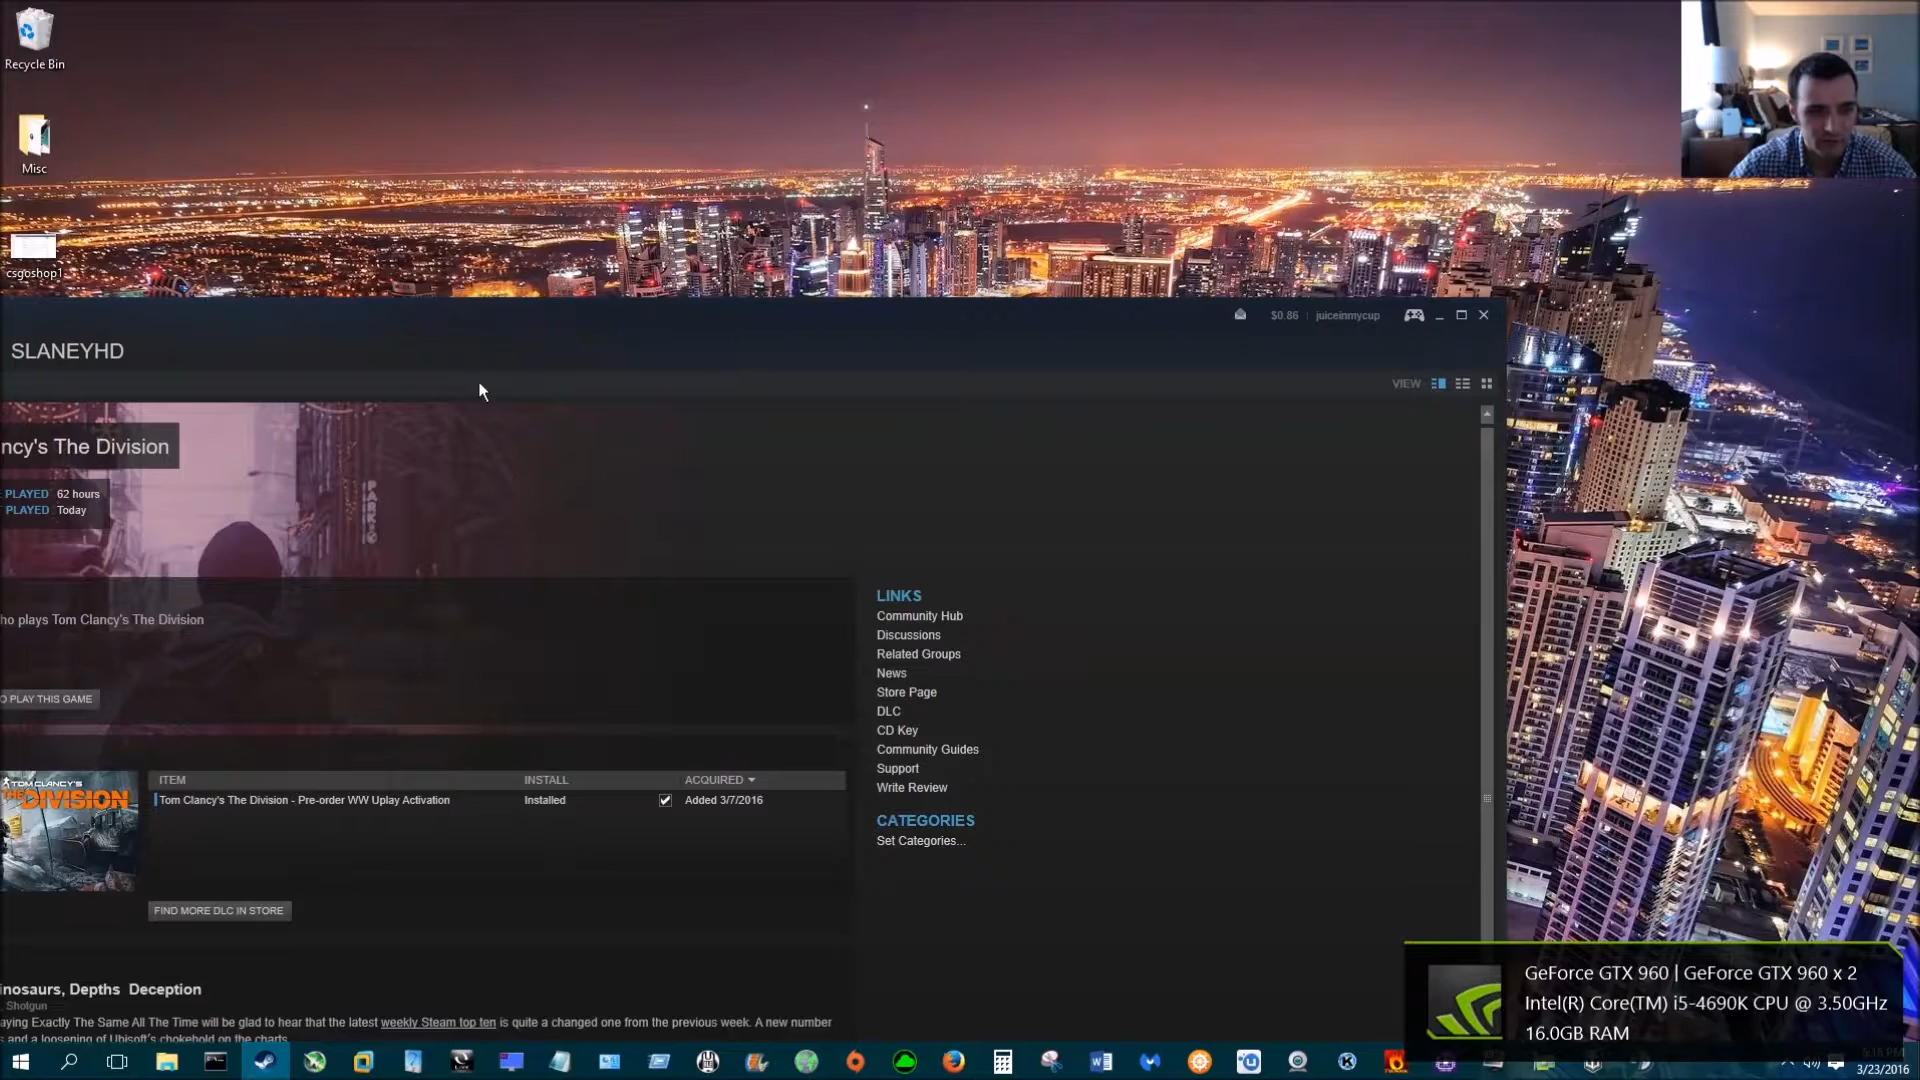 Recycle Bin
Misc
csgoshop1
$0.86 | juiceinmycup
SLANEYHD
VIEW
ncy's The Division
PLAYED 62 hours
PLAYED Today
PARK
ho plays Tom Clancy's The Division
O PLAY THIS GAME
LINKS
Community Hub
Discussions
Related Groups
News
Store Page
DLC
CD Key
Community Guides
Support
Write Review
CATEGORIES
Set Categories...
TOM CLANCY'S
THE DIVISION
ITEM INSTALL ACQUIRED
Tom Clancy's The Division - Pre-order WW Uplay Activation Installed Added 3/7/2016
FIND MORE DLC IN STORE
inosaurs, Depths Deception
Shotgun
aying Exactly The Same All The Time will be glad to hear that the latest weekly Steam top ten is quite a changed one from the previous week. A new number
s and a loosening of Ubisoft's chokehold on the charts.
GeForce GTX 960 | GeForce GTX 960 x 2
Intel(R) Core(TM) i5-4690K CPU @ 3.50GHz
16.0GB RAM
3/23/2016